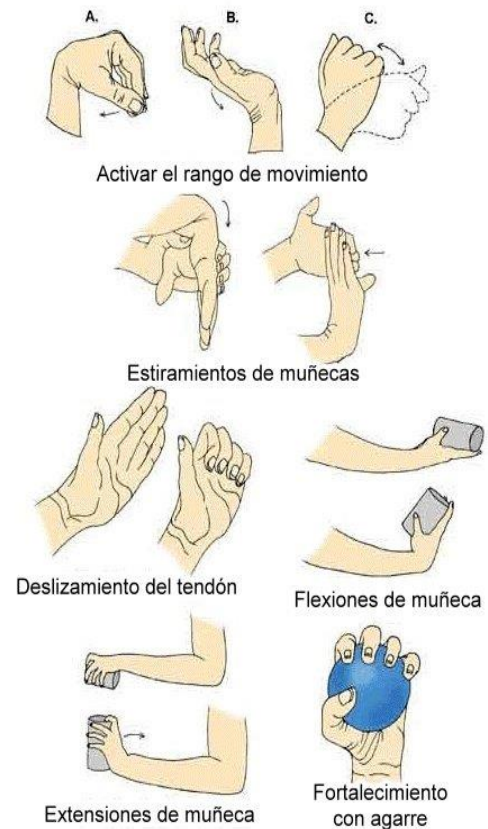 A.
B.
C.
Activar el rango de movimiento
Estiramientos de muñecas
Deslizamiento del tendón
Flexiones de muñeca
Extensiones de muñeca
Fortalecimiento
con agarre